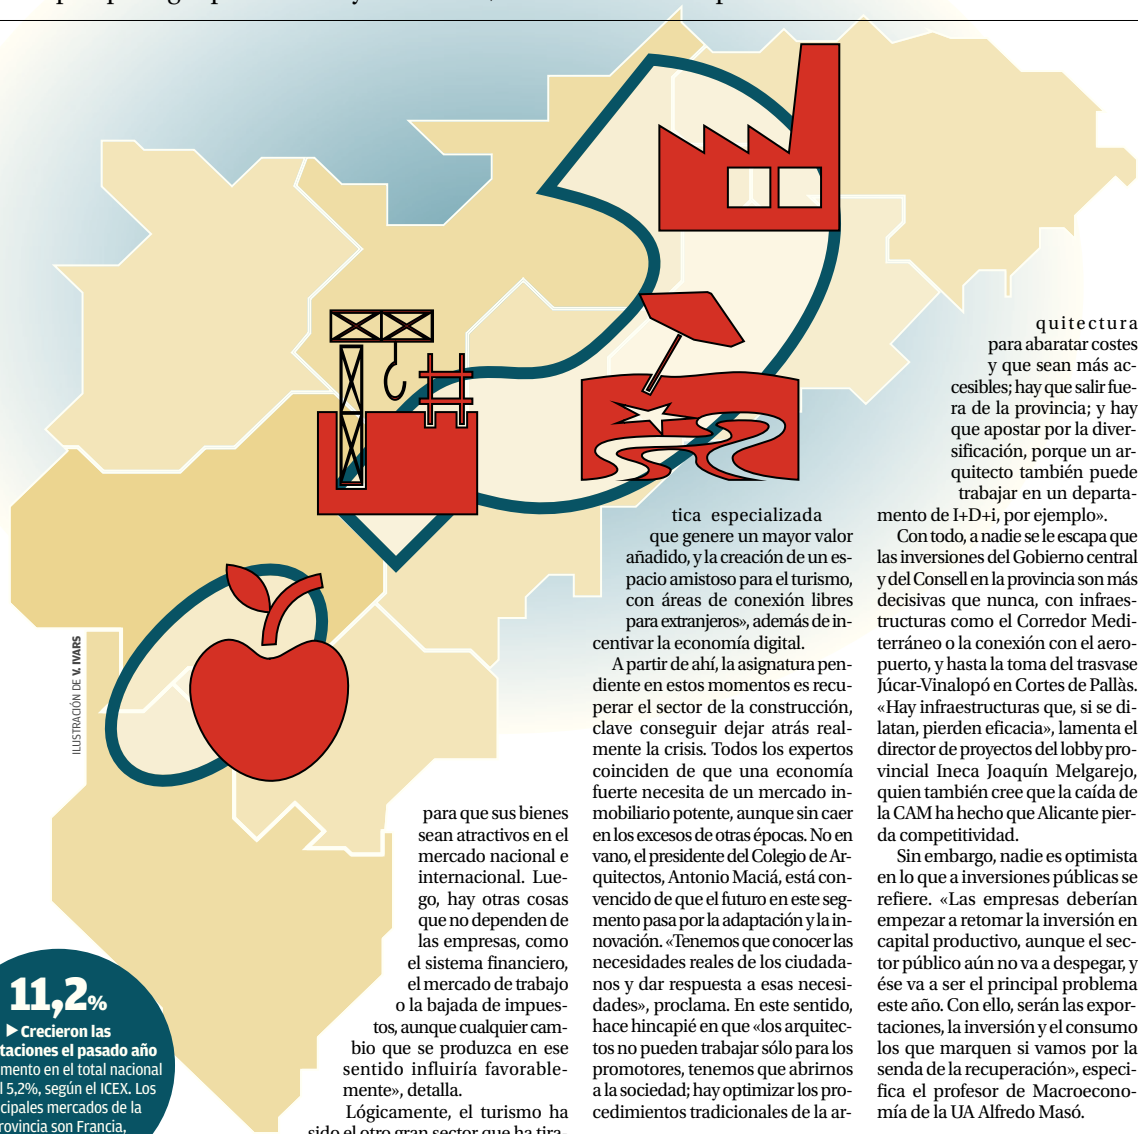 ILUSTRACIÓN DE V. IVARS
11,2%
▶ Crecieron las
taciones el pasado año
mento en el total nacional
l 5,2%, según el ICEX. Los
cipales mercados de la
rovincia son Francia,
para que sus bienes
sean atractivos en el
mercado nacional e
internacional. Lue-
go, hay otras cosas
que no dependen de
las empresas, como
el sistema financiero,
el mercado de trabajo
o la bajada de impues-
tos, aunque cualquier cam-
bio que se produzca en ese
sentido influiría favorable-
mente», detalla.
Lógicamente, el turismo ha
sido el otro gran sector que ha tira-
tica especializada
que genere un mayor valor
añadido, y la creación de un es-
pacio amistoso para el turismo,
con áreas de conexión libres
para extranjeros», además de in-
centivar la economía digital.
A partir de ahí, la asignatura pen-
diente en estos momentos es recu-
perar el sector de la construcción,
clave conseguir dejar atrás real-
mente la crisis. Todos los expertos
coinciden de que una economía
fuerte necesita de un mercado in-
mobiliario potente, aunque sin caer
en los excesos de otras épocas. No en
vano, el presidente del Colegio de Ar-
quitectos, Antonio Maciá, está con-
vencido de que el futuro en este seg-
mento pasa por la adaptación y la in-
novación. «Tenemos que conocer las
necesidades reales de los ciudada-
nos y dar respuesta a esas necesi-
dades», proclama. En este sentido,
hace hincapié en que «los arquitec-
tos no pueden trabajar sólo para los
promotores, tenemos que abrirnos
a la sociedad; hay optimizar los pro-
cedimientos tradicionales de la ar-
quitectura
para abaratar costes
y que sean más ac-
cesibles; hay que salir fue-
ra de la provincia; y hay
que apostar por la diver-
sificación, porque un ar-
quitecto también puede
trabajar en un departa-
mento de I+D+i, por ejemplo».
Con todo, a nadie se le escapa que
las inversiones del Gobierno central
y del Consell en la provincia son más
decisivas que nunca, con infraes-
tructuras como el Corredor Medi-
terráneo o la conexión con el aero-
puerto, y hasta la toma del trasvase
Júcar-Vinalopó en Cortes de Pallàs.
«Hay infraestructuras que, si se di-
latan, pierden eficacia», lamenta el
director de proyectos del lobby pro-
vincial Ineca Joaquín Melgarejo,
quien también cree que la caída de
la CAM ha hecho que Alicante pier-
da competitividad.
Sin embargo, nadie es optimista
en lo que a inversiones públicas se
refiere. «Las empresas deberían
empezar a retomar la inversión en
capital productivo, aunque el sec-
tor público aún no va a despegar, y
ése va a ser el principal problema
este año. Con ello, serán las expor-
taciones, la inversión y el consumo
los que marquen si vamos por la
senda de la recuperación», especi-
fica el profesor de Macroecono-
mía de la UA Alfredo Masó.